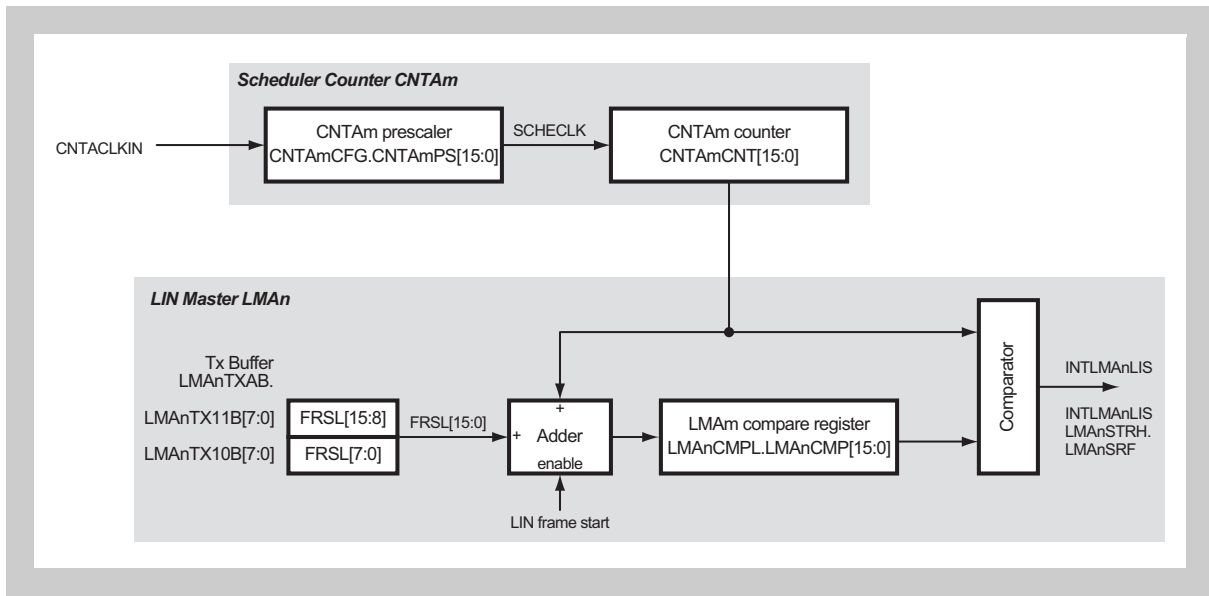 Scheduler Counter CNTAm
CNTACLKIN
CNTAm prescaler
CNTAmCFG.CNTAmPS[15:0]
SCHECLK
CNTAm counter
CNTAmCNT[15:0]
LIN Master LMAn
Tx Buffer
LMAnTXAB.
LMAnTX11B[7:0]
FRSL[15:8]
LMAnTX10B[7:0]
FRSL[7:0]
FRSL[15:0]
+
+
Adder
enable
LIN frame start
LMAm compare register
LMAnCMPL.LMAnCMP[15:0]
Comparator
INTLMAnLIS
INTLMAnLIS
LMAnSTRH.
LMAnSRF